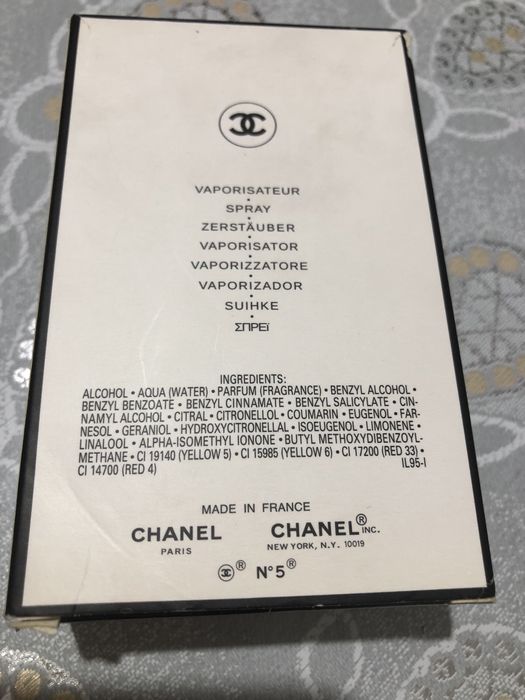 VAPORISATEUR
•
SPRAY
•
ZERSTÄUBER
•
VAPORISATOR
•
VAPORIZZATORE
•
VAPORIZADOR
•
SUIHKE
•
ΣΠΡΕΪ
INGREDIENTS:
ALCOHOL • AQUA (WATER) • PARFUM (FRAGRANCE) • BENZYL ALCOHOL •
BENZYL BENZOATE • BENZYL CINNAMATE • BENZYL SALICYLATE • CIN-
NAMYL ALCOHOL • CITRAL • CITRONELLOL • COUMARIN • EUGENOL • FAR-
NESOL • GERANIOL • HYDROXYCITRONELLAL • ISOEUGENOL • LIMONENE •
LINALOOL • ALPHA-ISOMETHYL IONONE • BUTYL METHOXYDIBENZOYL-
METHANE • CI 19140 (YELLOW 5) • CI 15985 (YELLOW 6) • CI 17200 (RED 33) •
CI 14700 (RED 4) IL95-I
MADE IN FRANCE
CHANEL CHANEL® INC.
PARIS NEW YORK, N.Y. 10019
® N°5®